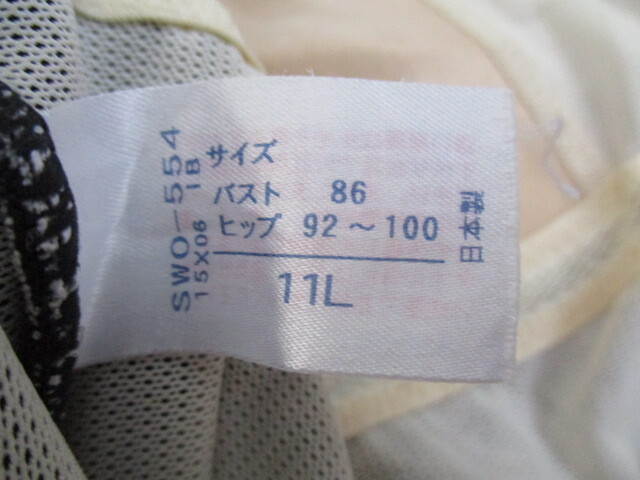 サイズ
バスト 86
ヒップ 92～100
11L
SWO-554
15X06 1B
日本製